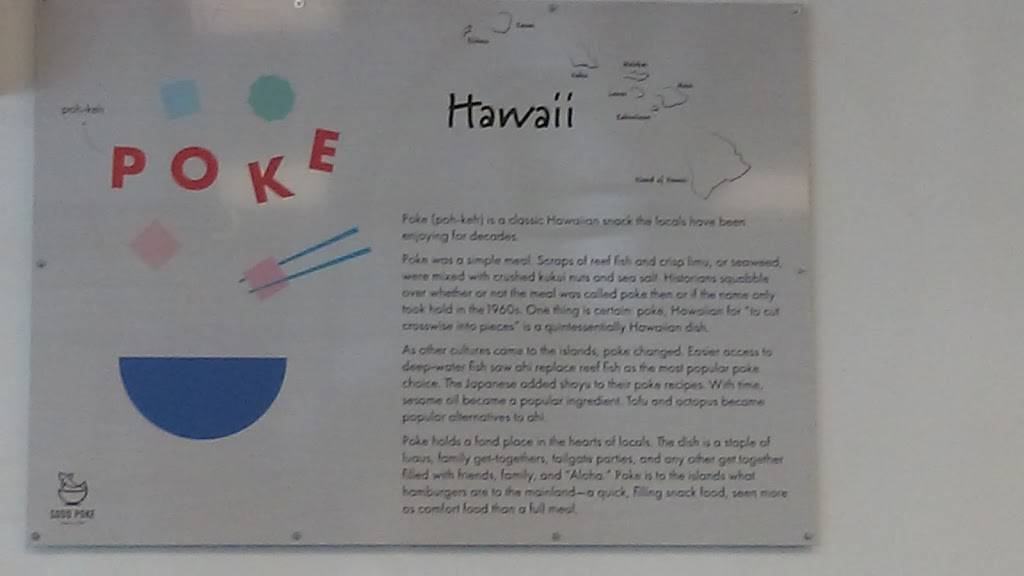 poh-keh
POKE
Hawaii
Island of Hawaii
Poke (poh-keh) is a classic Hawaiian snack the locals have been
enjoying for decades.
Poke was a simple meal. Scraps of reef fish and crisp limu, or seaweed,
were mixed with crushed kukui nuts and sea salt. Historians squabble
over whether or not the meal was called poke then or if the name only
took hold in the 1960s. One thing is certain: poke, Hawaiian for "to cut
crosswise into pieces" is a quintessentially Hawaiian dish.
As other cultures came to the islands, poke changed. Easier access to
deep-water fish saw ahi replace reef fish as the most popular poke
choice. The Japanese added shoyu to their poke recipes. With time,
sesame oil became a popular ingredient. Tofu and octopus became
popular alternatives to ahi.
Poke holds a fond place in the hearts of locals. The dish is a staple of
luaus, family get-togethers, tailgate parties, and any other get together
filled with friends, family, and "Aloha." Poke is to the islands what
hamburgers are to the mainland—a quick, filling snack food, seen more
as comfort food than a full meal.
POKE